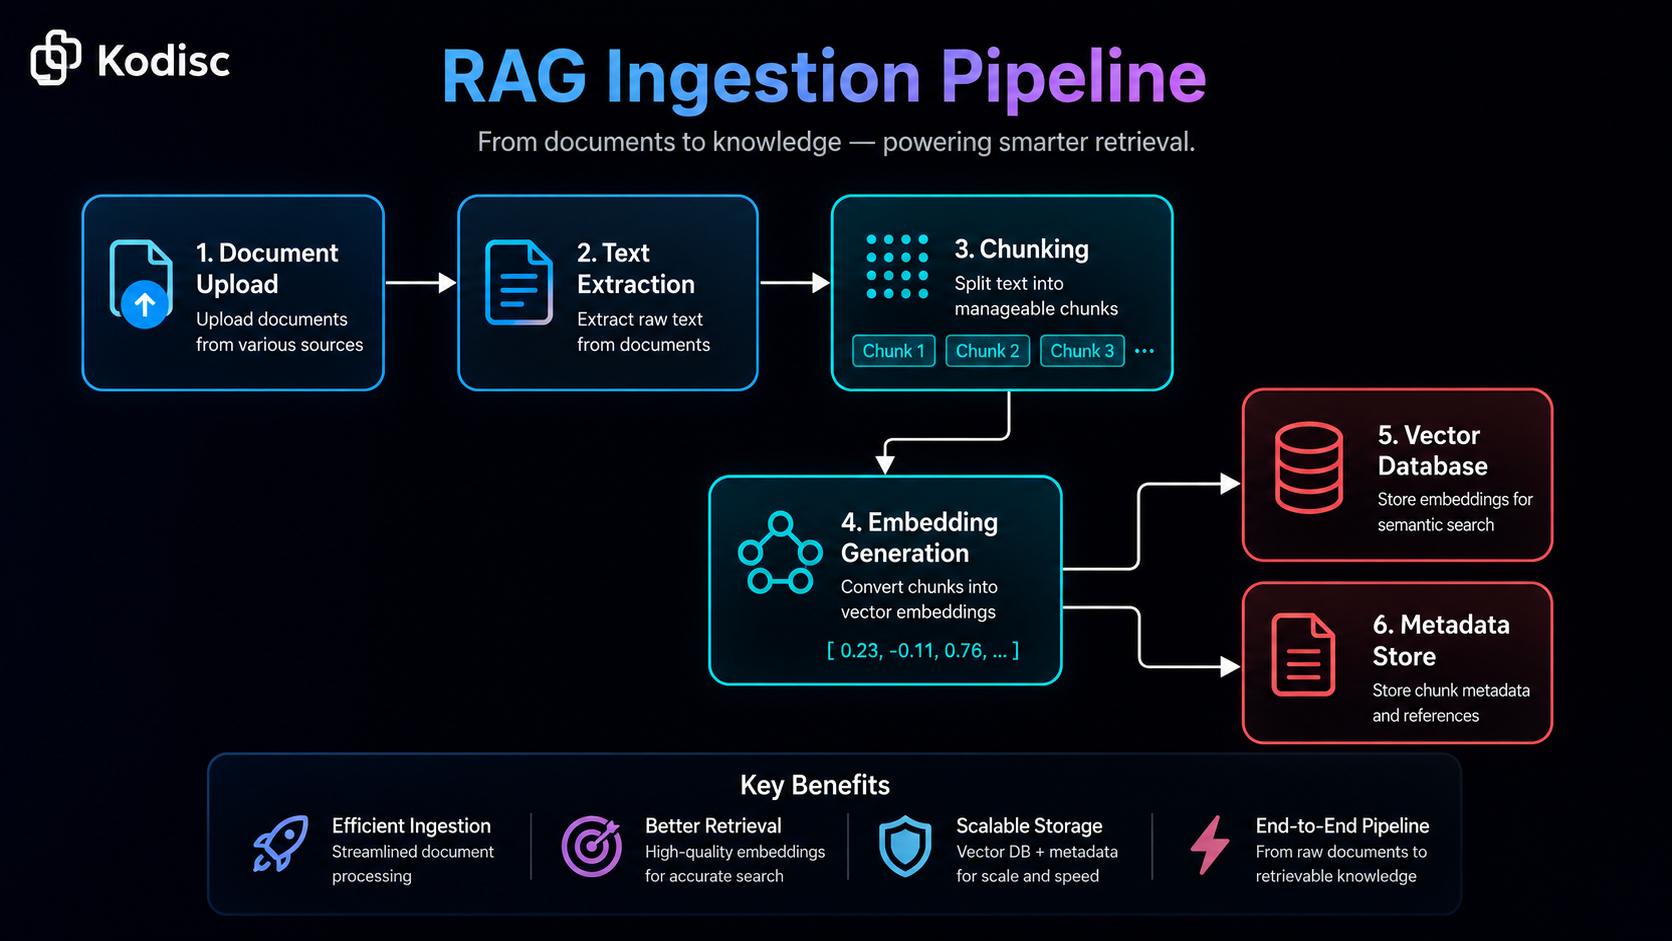 Kodisc
RAG Ingestion Pipeline
From documents to knowledge — powering smarter retrieval.
1. Document
Upload
Upload documents
from various sources
2. Text
Extraction
Extract raw text
from documents
3. Chunking
Split text into
manageable chunks
Chunk 1 Chunk 2 Chunk 3 ...
4. Embedding
Generation
Convert chunks into
vector embeddings
[ 0.23, -0.11, 0.76, ... ]
5. Vector
Database
Store embeddings for
semantic search
6. Metadata
Store
Store chunk metadata
and references
Key Benefits
Efficient Ingestion
Streamlined document
processing
Better Retrieval
High-quality embeddings
for accurate search
Scalable Storage
Vector DB + metadata
for scale and speed
End-to-End Pipeline
From raw documents to
retrievable knowledge